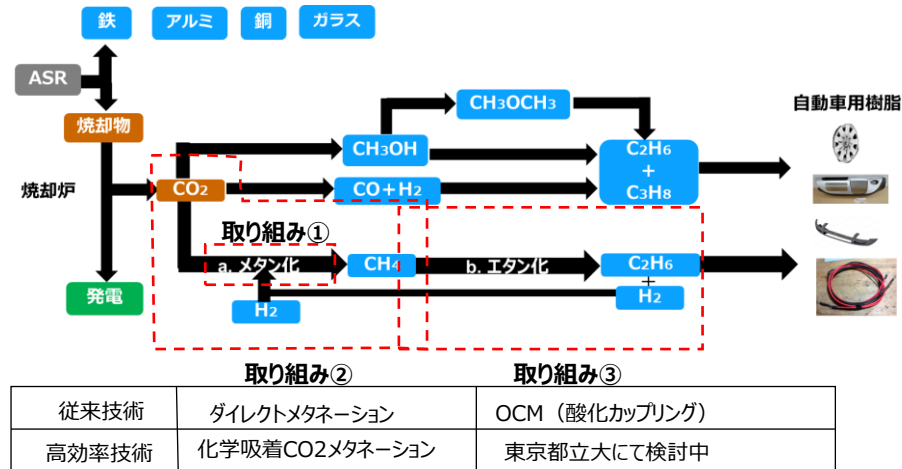 鉄 アルミ 銅 ガラス
ASR
CH3OCH3
自動車用樹脂
焼却物
CH3OH
C2H6
+
C3H8
焼却炉
CO2
CO+H2
取り組み①
a. メタン化
CH4
b. エタン化
C2H6
+
H2
発電
H2
取り組み② 取り組み③
従来技術 ダイレクトメタネーション OCM（酸化カップリング）
高効率技術 化学吸着CO2メタネーション 東京都立大にて検討中